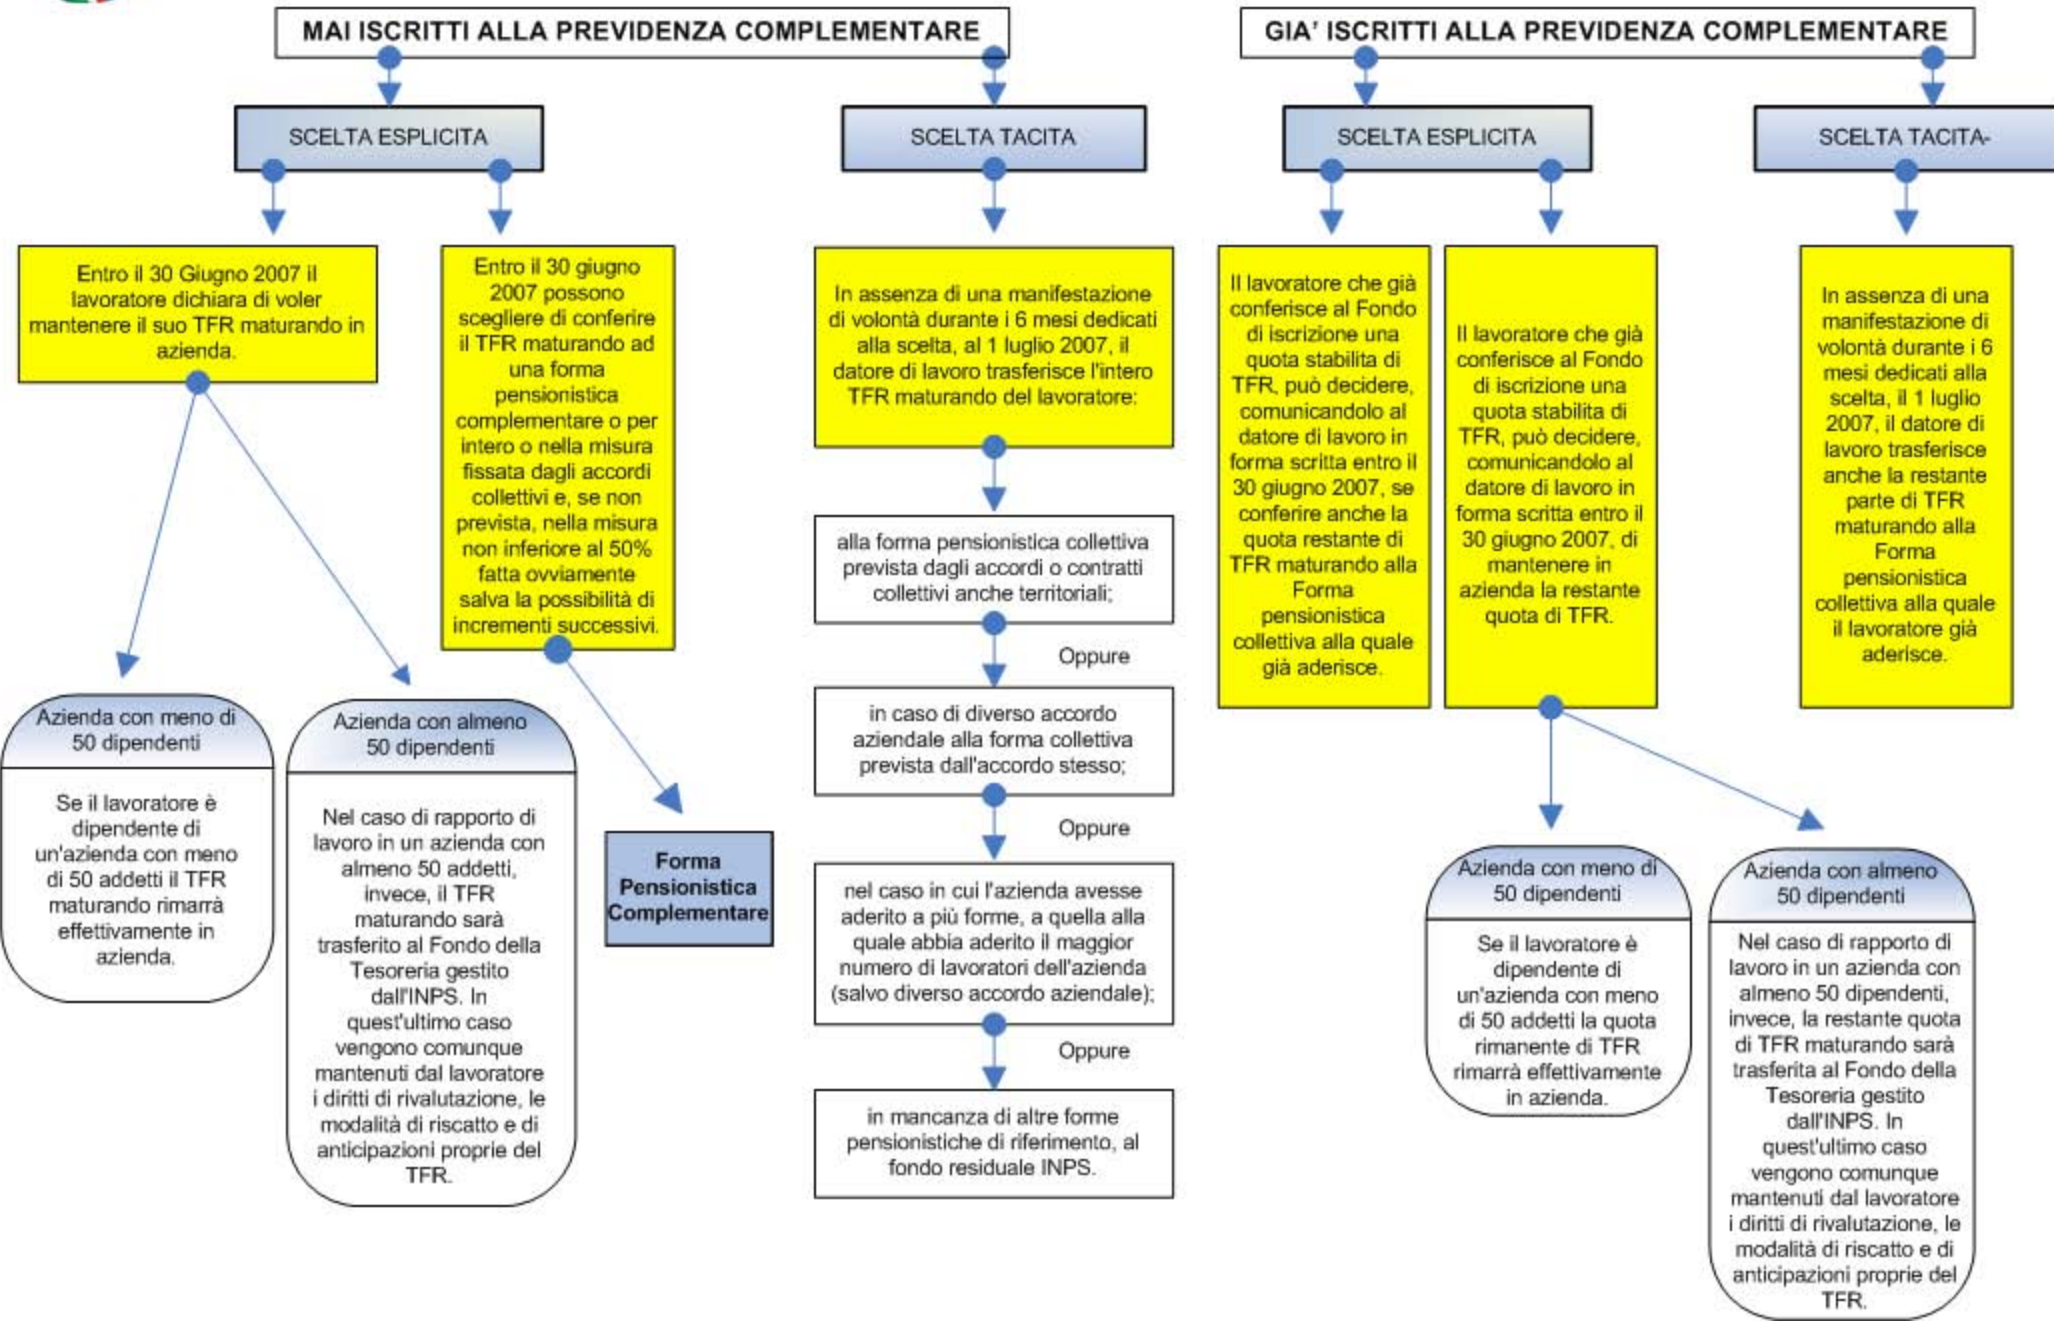 MAI ISCRITTI ALLA PREVIDENZA COMPLEMENTARE
SCELTA ESPLICITA
Entro il 30 Giugno 2007 il
lavoratore dichiara di voler
mantenere il suo TFR maturando in
azienda.
Azienda con meno di
50 dipendenti
Se il lavoratore è
dipendente di
un'azienda con meno
di 50 addetti il TFR
maturando rimarrà
effettivamente in
azienda.
Azienda con almeno
50 dipendenti
Nel caso di rapporto di
lavoro in un azienda con
almeno 50 addetti,
invece, il TFR
maturando sarà
trasferito al Fondo della
Tesoreria gestito
dall'INPS. In
quest'ultimo caso
vengono comunque
mantenuti dal lavoratore
i diritti di rivalutazione, le
modalità di riscatto e di
anticipazioni proprie del
TFR.
Entro il 30 giugno
2007 possono
scegliere di conferire
il TFR maturando ad
una forma
pensionistica
complementare o per
intero o nella misura
fissata dagli accordi
collettivi e, se non
prevista, nella misura
non inferiore al 50%
fatta ovviamente
salva la possibilità di
incrementi successivi.
Forma
Pensionistica
Complementare
SCELTA TACITA
In assenza di una manifestazione
di volontà durante i 6 mesi dedicati
alla scelta, al 1 luglio 2007, il
datore di lavoro trasferisce l'intero
TFR maturando del lavoratore:
alla forma pensionistica collettiva
prevista dagli accordi o contratti
collettivi anche territoriali;
Oppure
in caso di diverso accordo
aziendale alla forma collettiva
prevista dall'accordo stesso;
Oppure
nel caso in cui l'azienda avesse
aderito a più forme, a quella alla
quale abbia aderito il maggior
numero di lavoratori dell'azienda
(salvo diverso accordo aziendale);
Oppure
in mancanza di altre forme
pensionistiche di riferimento, al
fondo residuale INPS.
GIA' ISCRITTI ALLA PREVIDENZA COMPLEMENTARE
SCELTA ESPLICITA
Il lavoratore che già
conferisce al Fondo
di iscrizione una
quota stabilita di
TFR, può decidere,
comunicandolo al
datore di lavoro in
forma scritta entro il
30 giugno 2007, se
conferire anche la
quota restante di
TFR maturando alla
Forma
pensionistica
collettiva alla quale
già aderisce.
Il lavoratore che già
conferisce al Fondo
di iscrizione una
quota stabilita di
TFR, può decidere,
comunicandolo al
datore di lavoro in
forma scritta entro il
30 giugno 2007, di
mantenere in
azienda la restante
quota di TFR.
Azienda con meno di
50 dipendenti
Se il lavoratore è
dipendente di
un'azienda con meno
di 50 addetti la quota
rimanente di TFR
rimarrà effettivamente
in azienda.
Azienda con almeno
50 dipendenti
Nel caso di rapporto di
lavoro in un azienda con
almeno 50 dipendenti,
invece, la restante quota
di TFR maturando sarà
trasferita al Fondo della
Tesoreria gestito
dall'INPS. In
quest'ultimo caso
vengono comunque
mantenuti dal lavoratore
i diritti di rivalutazione, le
modalità di riscatto e di
anticipazioni proprie del
TFR.
SCELTA TACITA-
In assenza di una
manifestazione di
volontà durante i 6
mesi dedicati alla
scelta, il 1 luglio
2007, il datore di
lavoro trasferisce
anche la restante
parte di TFR
maturando alla
Forma
pensionistica
collettiva alla quale
il lavoratore già
aderisce.